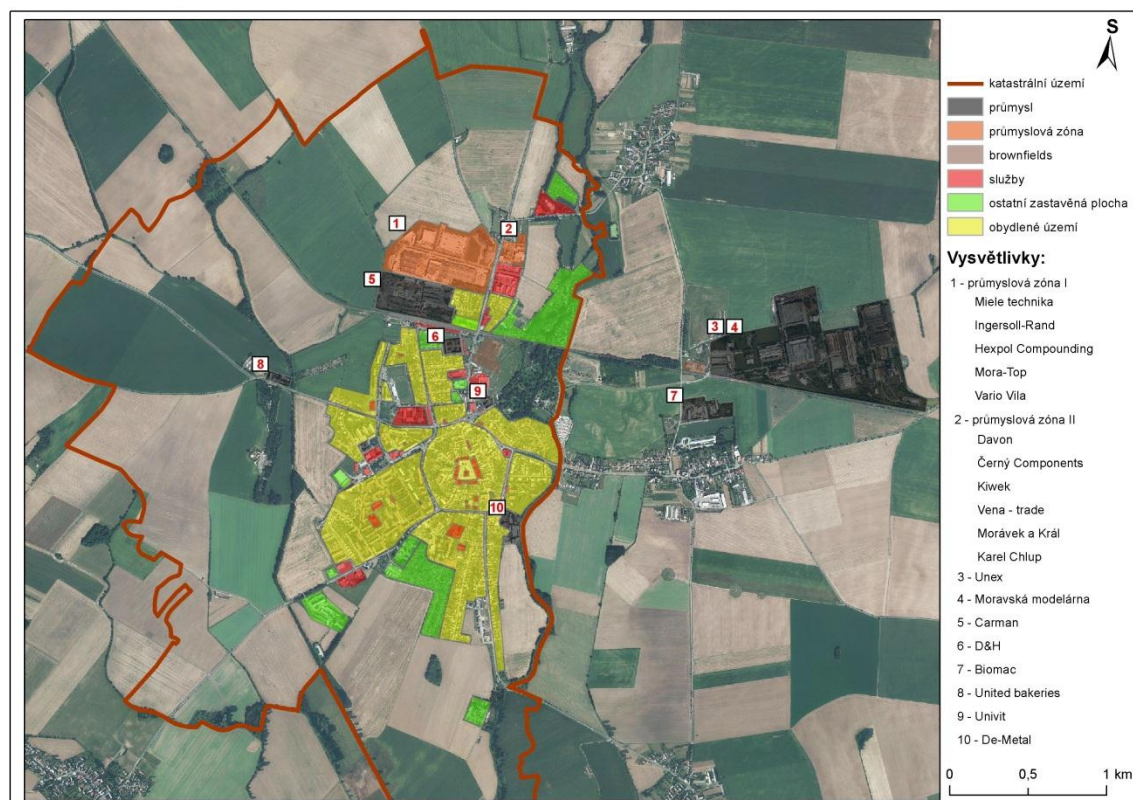 S
katastrální území
průmysl
průmyslová zóna
brownfields
služby
ostatní zastavěná plocha
obydlené území
Vysvětlivky:
1 - průmyslová zóna I
Miele technika
Ingersoll-Rand
Hexpol Compounding
Mora-Top
Vario Vila
2 - průmyslová zóna II
Davon
Černý Components
Kiwek
Vena - trade
Morávek a Král
Karel Chlup
3 - Unex
4 - Moravská modelárna
5 - Carman
6 - D&H
7 - Biomac
8 - United bakeries
9 - Univit
10 - De-Metal
0 0,5 1 km
1
2
5
3 4
6
8
9
7
10